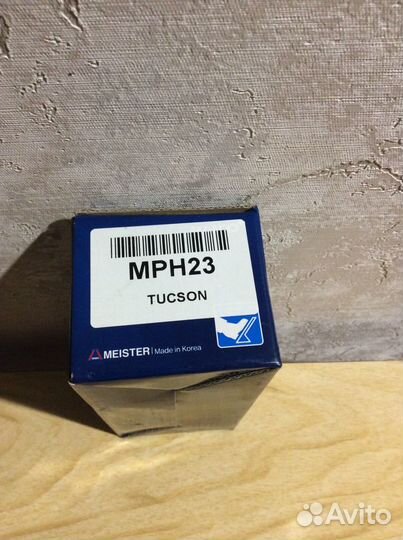 MPH23
TUCSON
MEISTER | Made in Korea
Avito